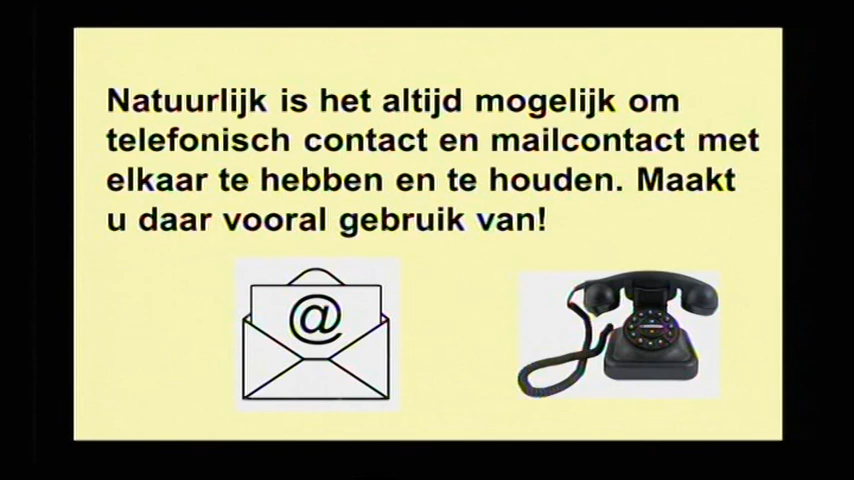 Natuurlijk is het altijd mogelijk om
telefonisch contact en mailcontact met
elkaar te hebben en te houden. Maakt
u daar vooral gebruik van!
@